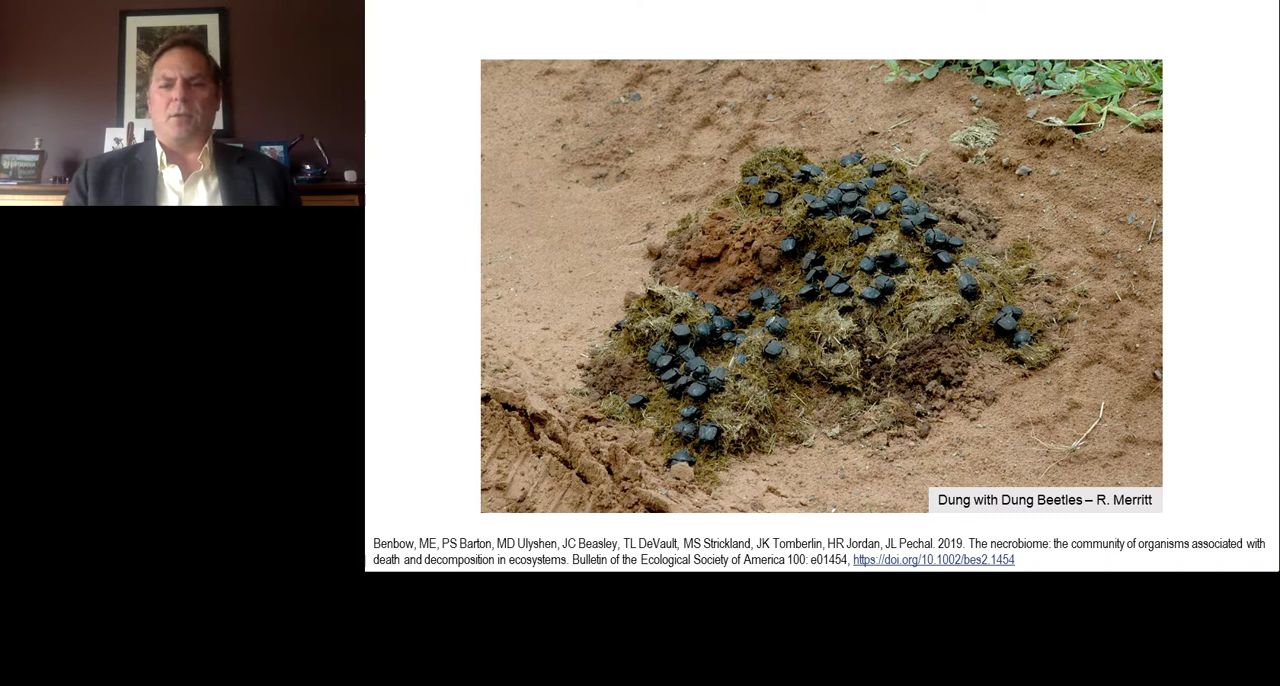 Dung with Dung Beetles – R. Merritt
Benbow, ME, PS Barton, MD Ulyshen, JC Beasley, TL DeVault, MS Strickland, JK Tomberlin, HR Jordan, JL Pechal. 2019. The necrobiome: the community of organisms associated with
death and decomposition in ecosystems. Bulletin of the Ecological Society of America 100: e01454, https://doi.org/10.1002/bes2.1454